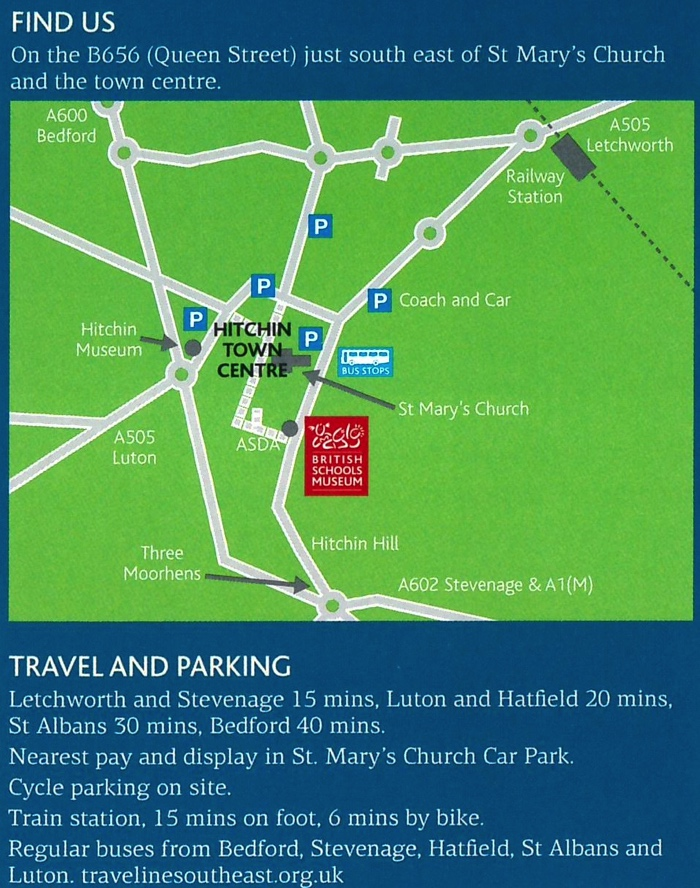 FIND US
On the B656 (Queen Street) just south east of St Mary's Church
and the town centre.
A600
Bedford
A505
Letchworth
Railway
Station
P
P
P
Coach and Car
P
Hitchin
Museum
HITCHIN
TOWN
CENTRE
P
BUS STOPS
St Mary's Church
A505
Luton
ASDA
BRITISH
SCHOOLS
MUSEUM
Hitchin Hill
Three
Moorhens
A602 Stevenage & A1(M)
TRAVEL AND PARKING
Letchworth and Stevenage 15 mins, Luton and Hatfield 20 mins,
St Albans 30 mins, Bedford 40 mins.
Nearest pay and display in St. Mary's Church Car Park.
Cycle parking on site.
Train station, 15 mins on foot, 6 mins by bike.
Regular buses from Bedford, Stevenage, Hatfield, St Albans and
Luton. travelinesoutheast.org.uk